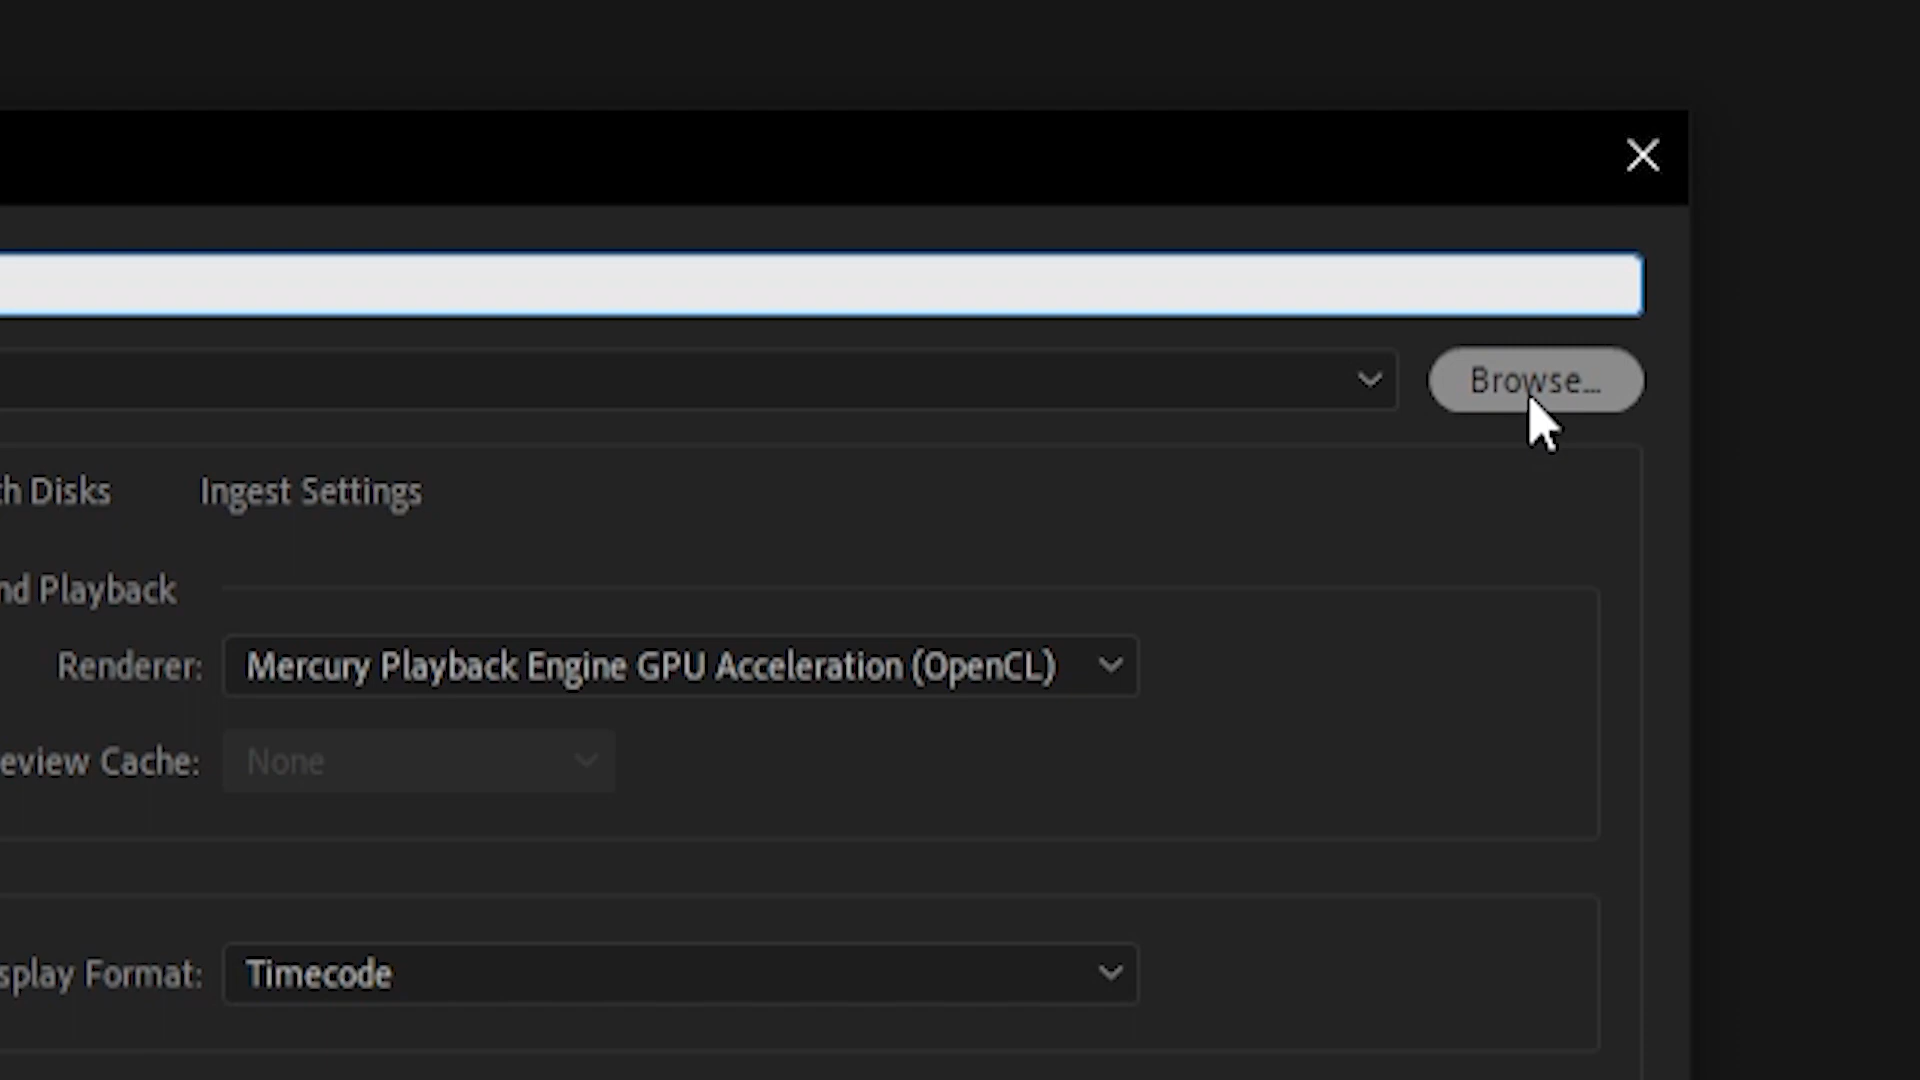 Browse...
th Disks Ingest Settings
nd Playback
Renderer: Mercury Playback Engine GPU Acceleration (OpenCL)
eview Cache: None
splay Format: Timecode